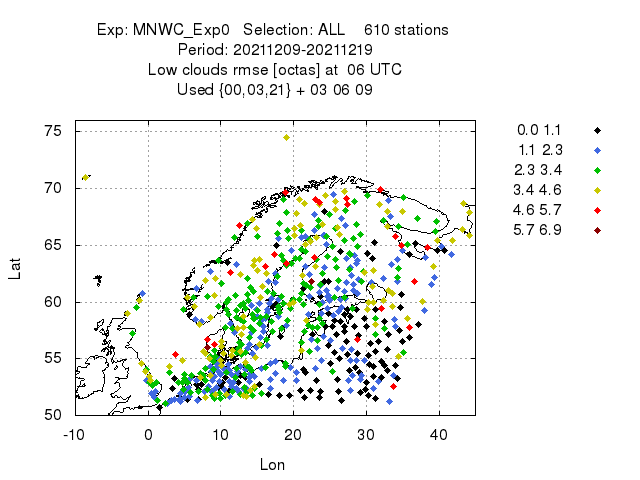 Exp: MNWC_Exp0   Selection: ALL    610 stations
Period: 20211209-20211219
Low clouds rmse [octas] at  06 UTC
Used {00,03,21} + 03 06 09
0.0 1.1
1.1 2.3
2.3 3.4
3.4 4.6
4.6 5.7
5.7 6.9
75
70
65
60
55
50
Lat
-10 0 10 20 30 40
Lon